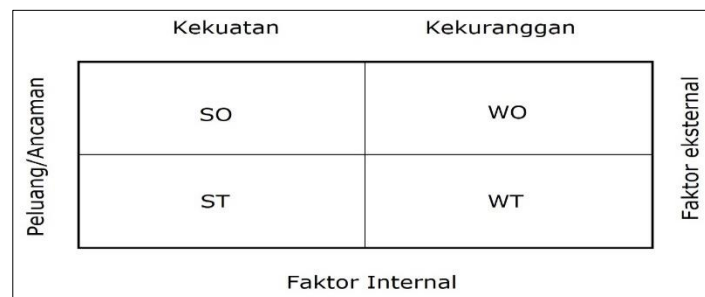 Kekuatan Kekuranggan
Peluang/Ancaman
SO WO
Faktor eksternal
ST WT
Faktor Internal